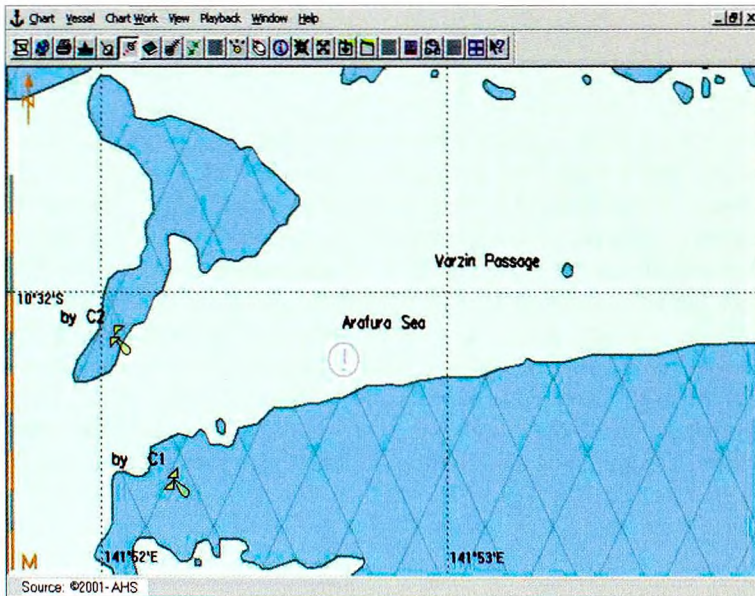 Chart Vessel Chart Work View Playback Window Help
N
Varzin Passage
10°32'S
by C2
Arafura Sea
by C1
M
141°52'E
141°53'E
Source: ©2001-AHS